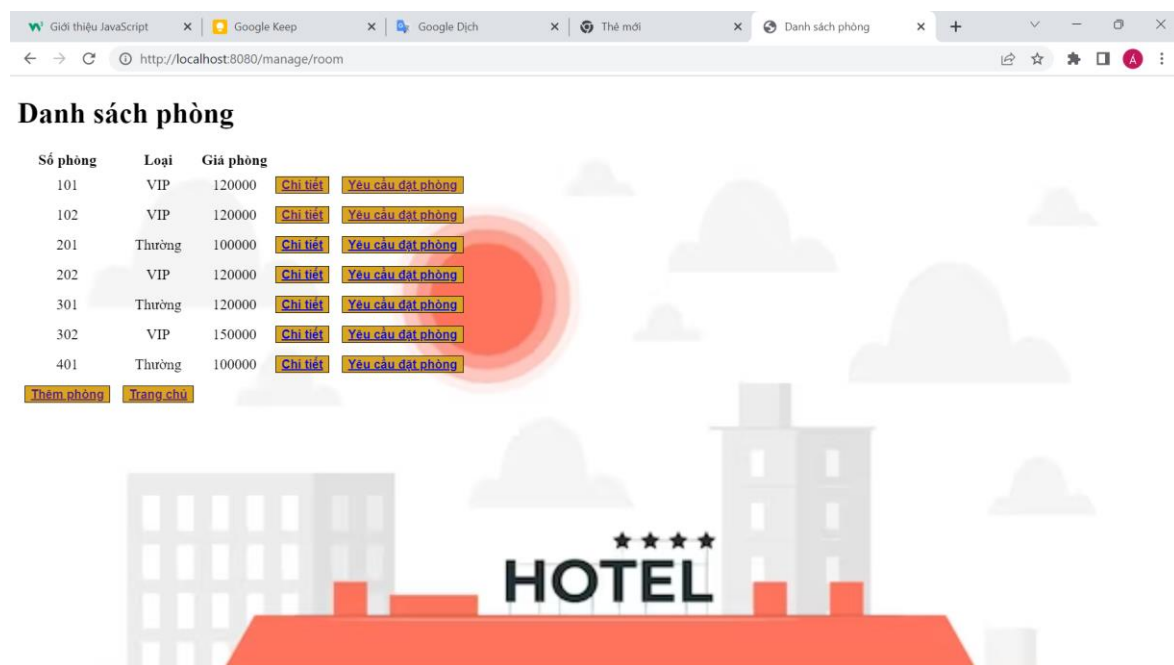 Giới thiệu JavaScript Google Keep Google Dịch Thẻ mới Danh sách phòng
http://localhost:8080/manage/room Á
Danh sách phòng
Số phòng Loại Giá phòng
101 VIP 120000 Chi tiết Yêu cầu đặt phòng
102 VIP 120000 Chi tiết Yêu cầu đặt phòng
201 Thường 100000 Chi tiết Yêu cầu đặt phòng
202 VIP 120000 Chi tiết Yêu cầu đặt phòng
301 Thường 120000 Chi tiết Yêu cầu đặt phòng
302 VIP 150000 Chi tiết Yêu cầu đặt phòng
401 Thường 100000 Chi tiết Yêu cầu đặt phòng
Thêm phòng Trang chủ
HOTEL